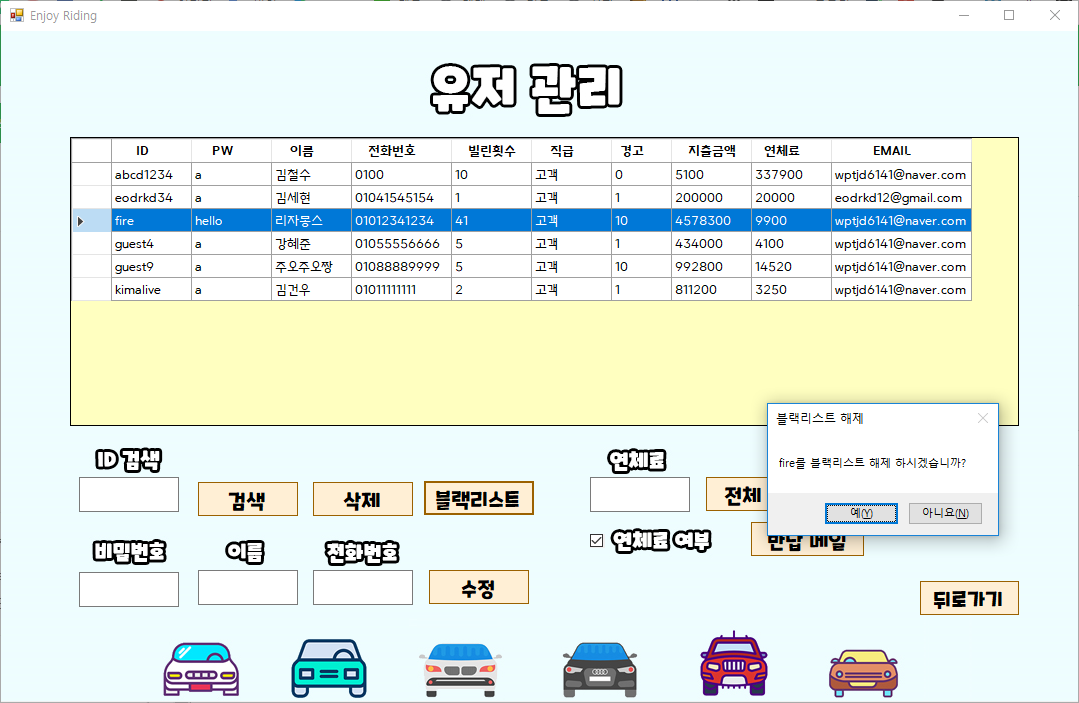 Enjoy Riding
유저 관리
ID PW 이름 전화번호 빌린횟수 직급 경고 지출금액 연체료 EMAIL
abcd1234 a 김철수 0100 10 고객 0 5100 337900 wptjd6141@naver.com
eodrkd34 a 김세현 01041545154 1 고객 1 200000 20000 eodrkd12@gmail.com
fire hello 리자몽스 01012341234 41 고객 10 4578300 9900 wptjd6141@naver.com
guest4 a 강혜준 01055556666 5 고객 1 434000 4100 wptjd6141@naver.com
guest9 a 주오주오짱 01088889999 5 고객 10 992800 14520 wptjd6141@naver.com
kimalive a 김건우 01011111111 2 고객 1 811200 3250 wptjd6141@naver.com
블랙리스트 해제
fire를 블랙리스트 해제 하시겠습니까?
예(Y) 아니요(N)
ID 검색 연체료
검색 삭제 블랙리스트 전체
비밀번호 이름 전화번호 연체료 여부 반납 메일
수정
뒤로가기